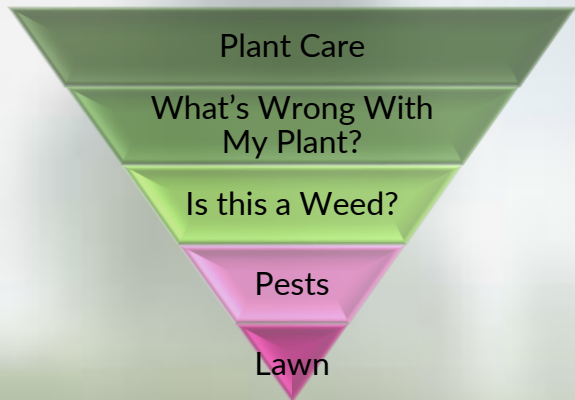 Plant Care
What’s Wrong With
My Plant?
Is this a Weed?
Pests
Lawn